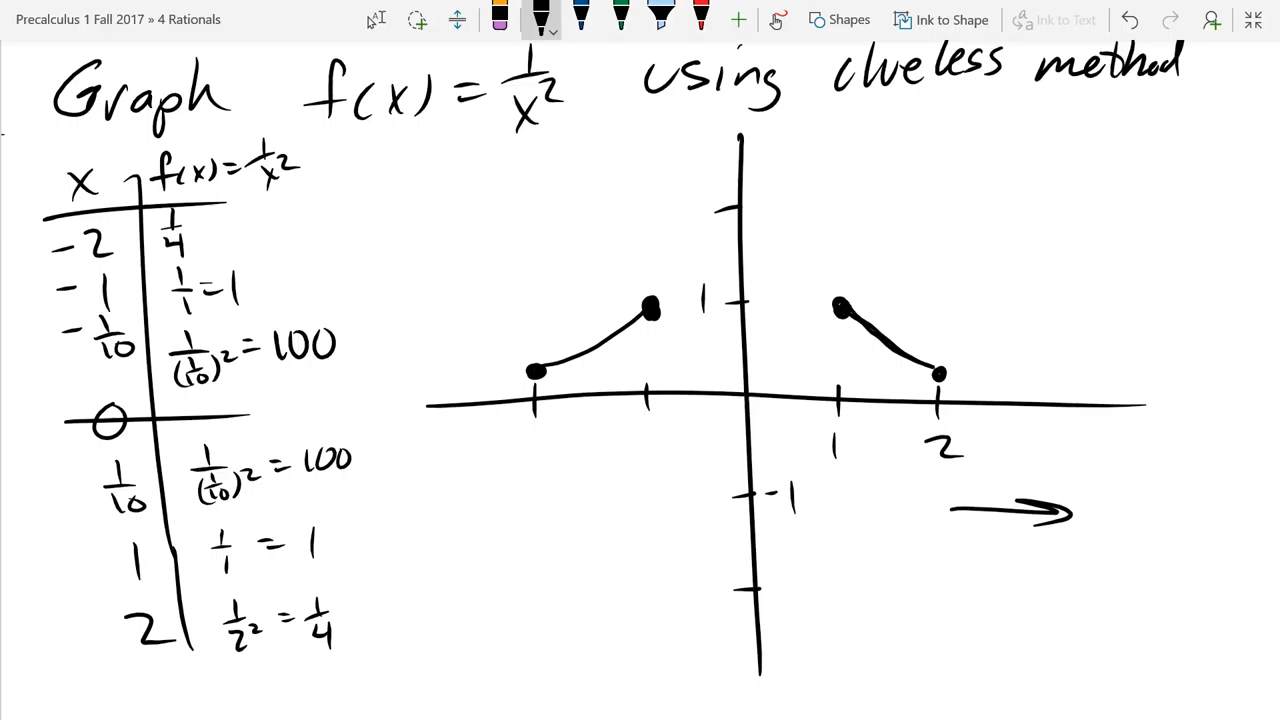 Precalculus 1 Fall 2017 » 4 Rationals
Shapes
Ink to Shape
Ink to Text
Graph f(x) = 1/x² using clueless method
x f(x) = 1/x²
-2 1/4
-1 1/1 = 1
-1/10 1/(1/10)² = 100
0
1/10 1/(1/10)² = 100
1 1/1 = 1
2 1/2² = 1/4
1
1 2
-1